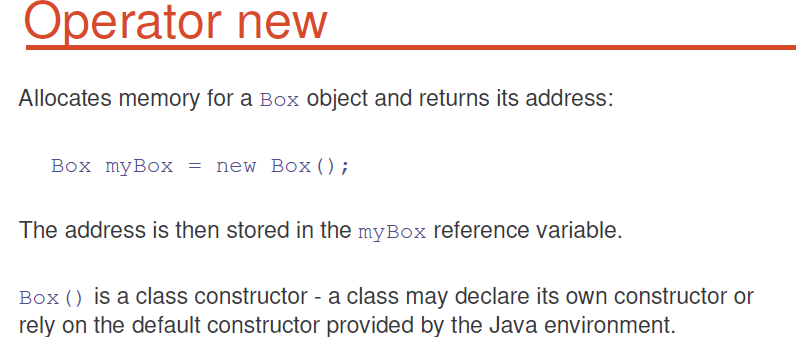 Operator new
Allocates memory for a Box object and returns its address:
Box myBox = new Box();
The address is then stored in the myBox reference variable.
Box() is a class constructor - a class may declare its own constructor or
rely on the default constructor provided by the Java environment.